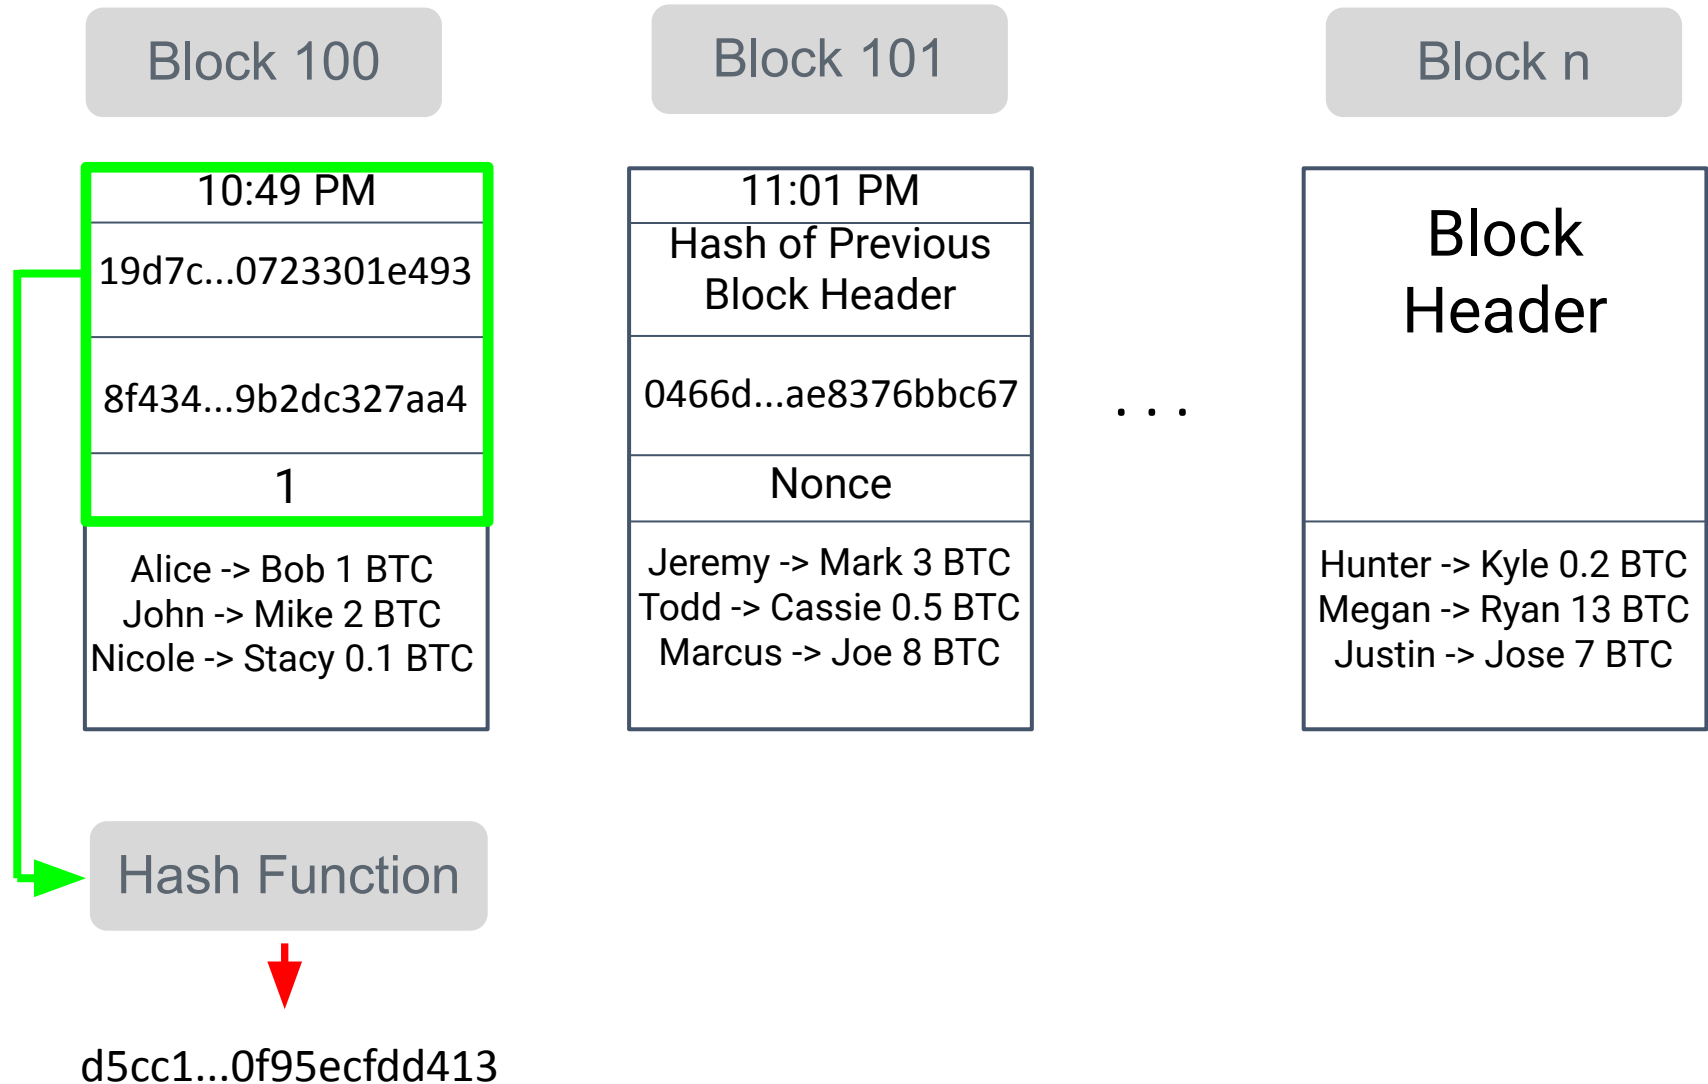 Block 100
10:49 PM
19d7c...0723301e493
8f434...9b2dc327aa4
1
Alice -> Bob 1 BTC
John -> Mike 2 BTC
Nicole -> Stacy 0.1 BTC
Hash Function
d5cc1...0f95ecfdd413
Block 101
11:01 PM
Hash of Previous
Block Header
0466d...ae8376bbc67
Nonce
Jeremy -> Mark 3 BTC
Todd -> Cassie 0.5 BTC
Marcus -> Joe 8 BTC
. . .
Block n
Block
Header
Hunter -> Kyle 0.2 BTC
Megan -> Ryan 13 BTC
Justin -> Jose 7 BTC